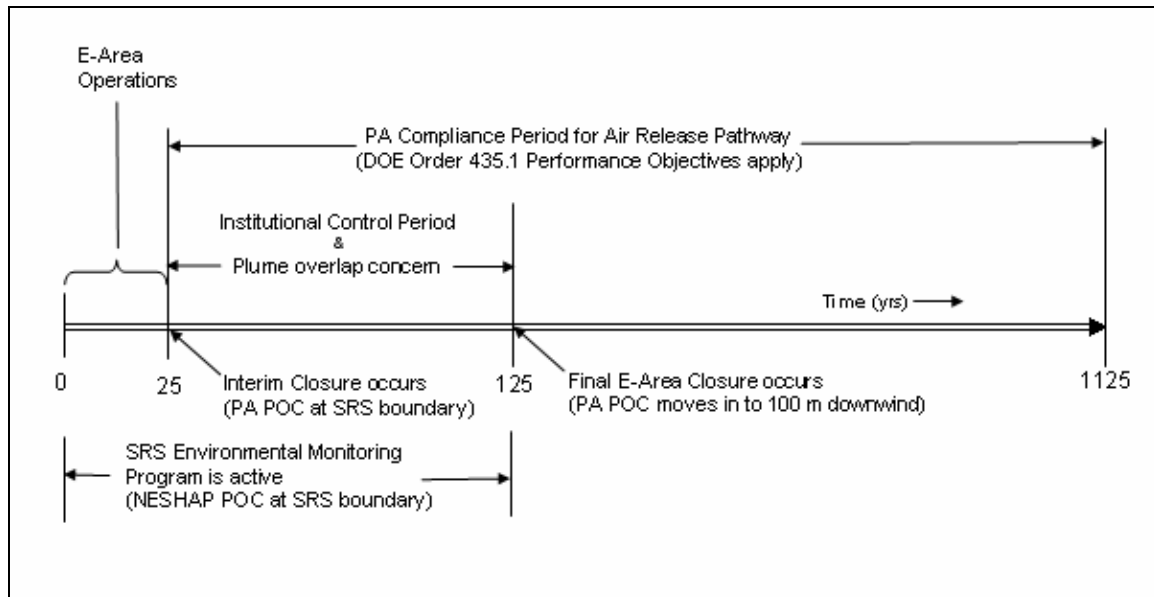 E-Area
Operations
PA Compliance Period for Air Release Pathway
(DOE Order 435.1 Performance Objectives apply)
Institutional Control Period
&
Plume overlap concern
Time (yrs)
0
25
125
1125
Interim Closure occurs
(PA POC at SRS boundary)
Final E-Area Closure occurs
(PA POC moves in to 100 m downwind)
SRS Environmental Monitoring
Program is active
(NESHAP POC at SRS boundary)